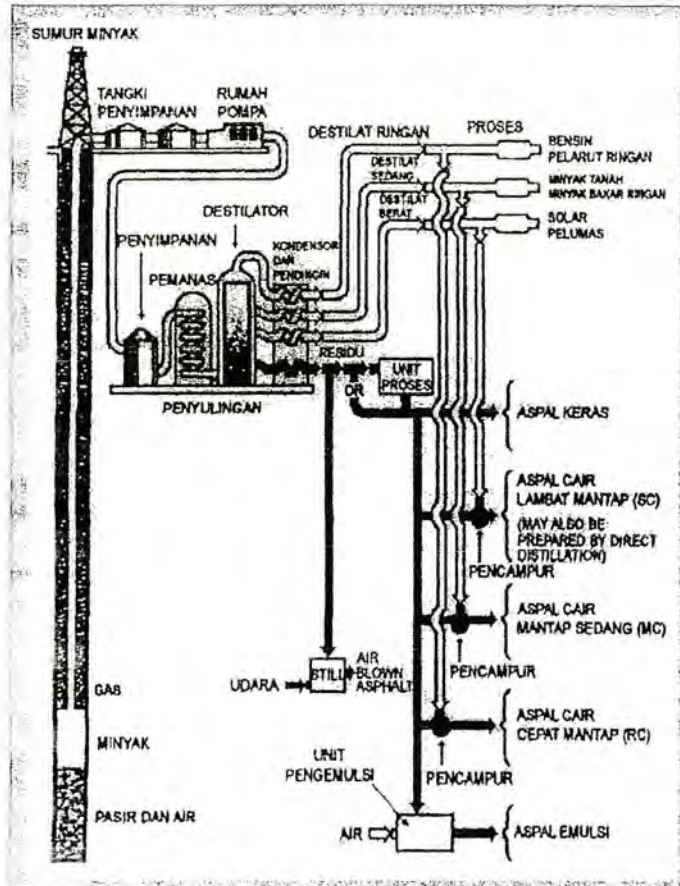 SUMUR MINYAK
TANGKI
PENYIMPANAN
RUMAH
POMPA
DESTILAT RINGAN
PROSES
BENSIN
PELARUT RINGAN
DESTILAT
SEDANG
MINYAK TANAH
MINYAK BAKAR RINGAN
DESTILAT
BERAT
SOLAR
PELUMAS
DESTILATOR
PENYIMPANAN
KONDENSOR
DAN
PENDINGIN
PEMANAS
RESIDU
UNIT
PROSES
OR
PENYULINGAN
ASPAL KERAS
ASPAL CAIR
LAMBAT MANTAP (SC)
(MAY ALSO BE
PREPARED BY DIRECT
DISTILLATION)
PENCAMPUR
ASPAL CAIR
MANTAP SEDANG (MC)
PENCAMPUR
UDARA
STILL
AIR
BLOWN
ASPHALT
GAS
ASPAL CAIR
CEPAT MANTAP (RC)
MINYAK
PENCAMPUR
UNIT
PENGEMULSI
PASIR DAN AIR
AIR
ASPAL EMULSI